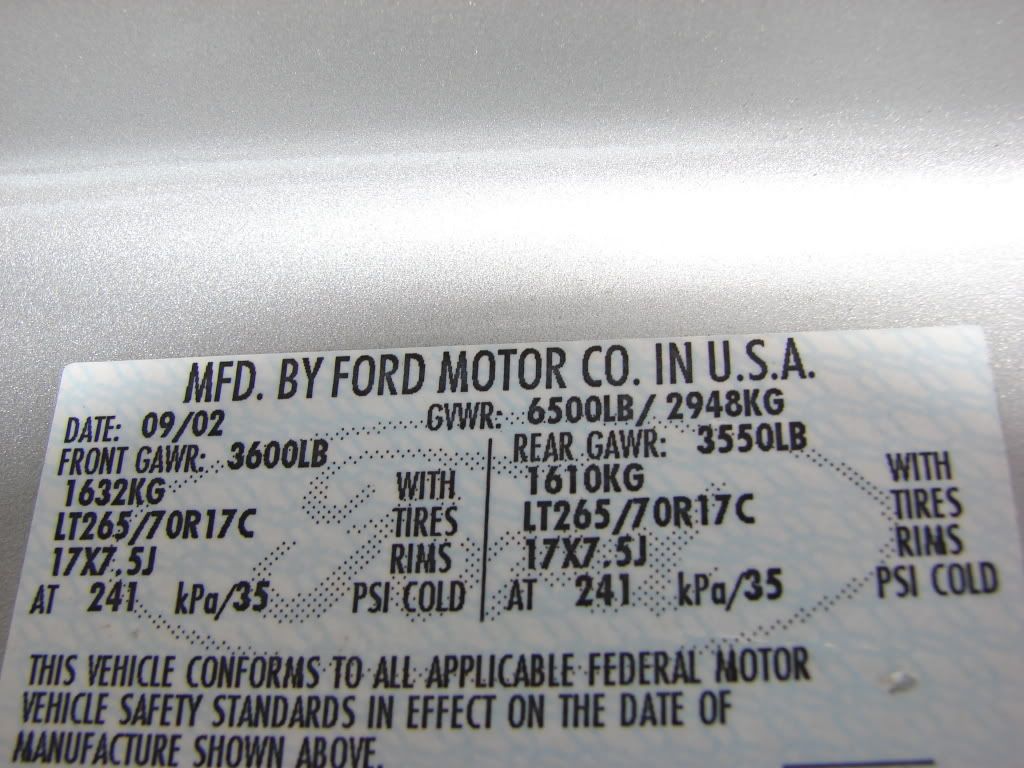 MFD. BY FORD MOTOR CO. IN U.S.A.
DATE: 09/02 GVWR: 6500LB/ 2948KG
FRONT GAWR: 3600LB REAR GAWR: 3550LB
1632KG WITH 1610KG WITH
LT265/70R17C TIRES LT265/70R17C TIRES
17X7.5J RIMS 17X7.5J RIMS
AT 241 kPa/35 PSI COLD AT 241 kPa/35 PSI COLD
THIS VEHICLE CONFORMS TO ALL APPLICABLE FEDERAL MOTOR
VEHICLE SAFETY STANDARDS IN EFFECT ON THE DATE OF
MANUFACTURE SHOWN ABOVE.